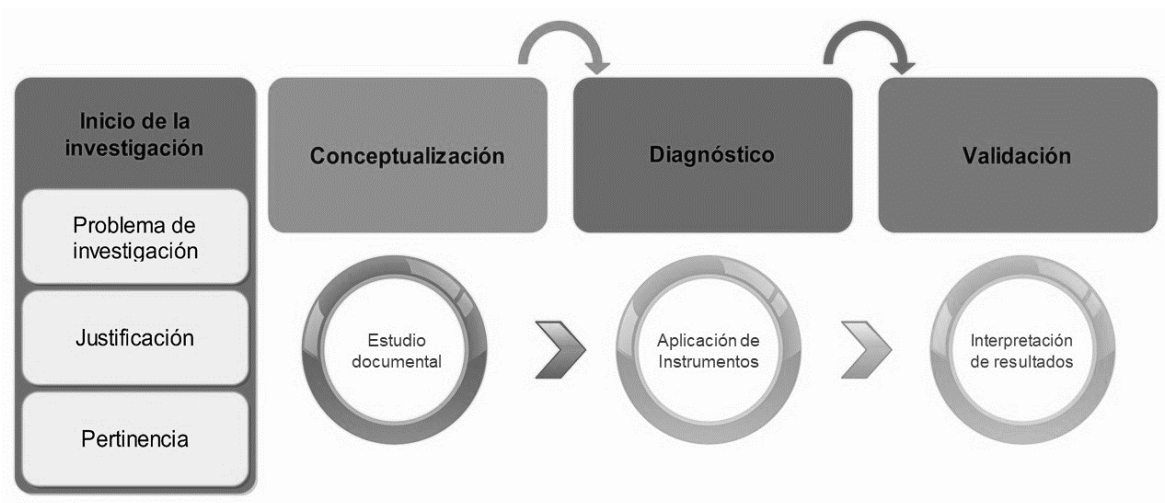 Inicio de la
investigación
Problema de
investigación
Justificación
Pertinencia
Conceptualización
Diagnóstico
Validación
Estudio
documental
Aplicación de
Instrumentos
Interpretación
de resultados